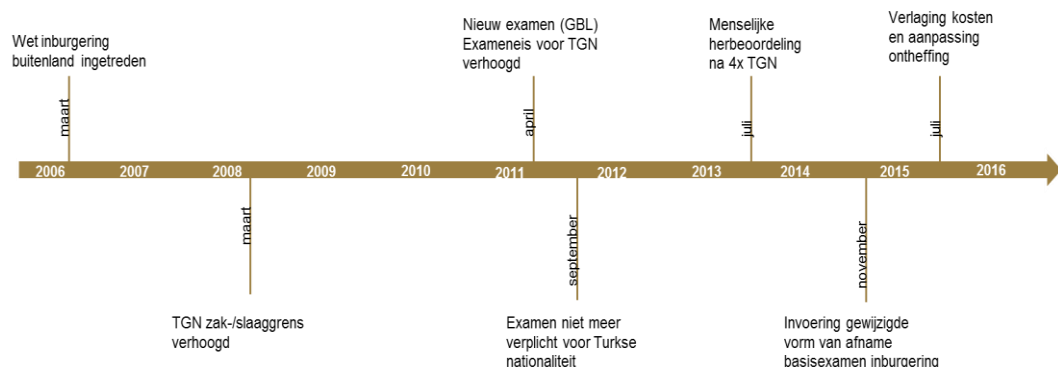 Wet inburgering
buitenland ingetreden
Nieuw examen (GBL)
Exameneis voor TGN
verhoogd
Menselijke
herbeoordeling
na 4x TGN
Verlaging kosten
en aanpassing
ontheffing
maart
april
juli
juli
2006 2007 2008 2009 2010 2011 2012 2013 2014 2015 2016
maart
september
november
TGN zak-/slaaggrens
verhoogd
Examen niet meer
verplicht voor Turkse
nationaliteit
Invoering gewijzigde
vorm van afname
basisexamen inburgering